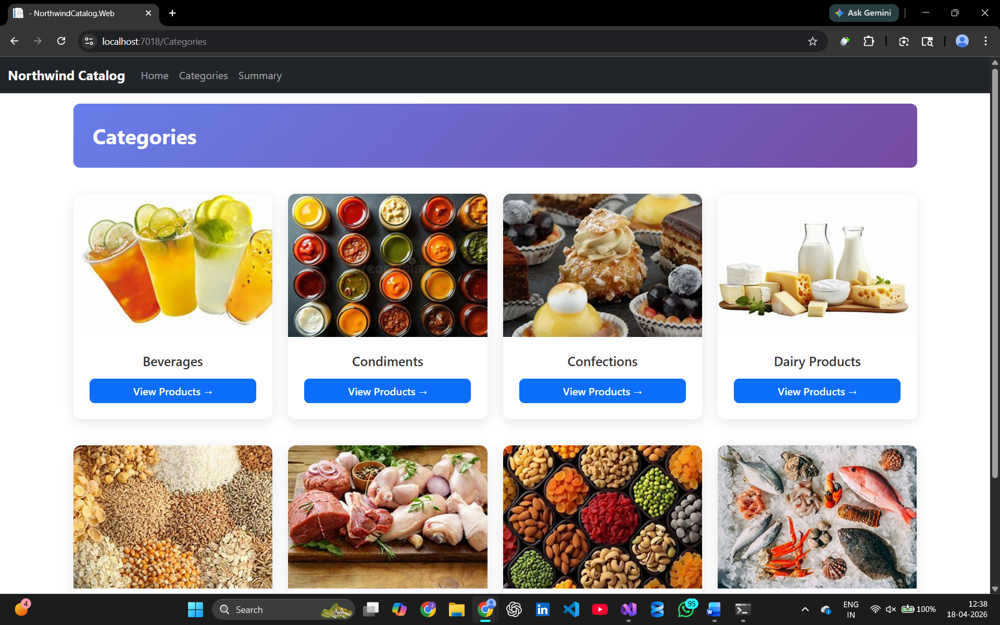 - NorthwindCatalog.Web
Ask Gemini
localhost:7018/Categories
Northwind Catalog Home Categories Summary
Categories
Beverages Condiments Confections Dairy Products
View Products → View Products → View Products → View Products →
4
Search
95
ENG
IN
100%
12:38
18-04-2026